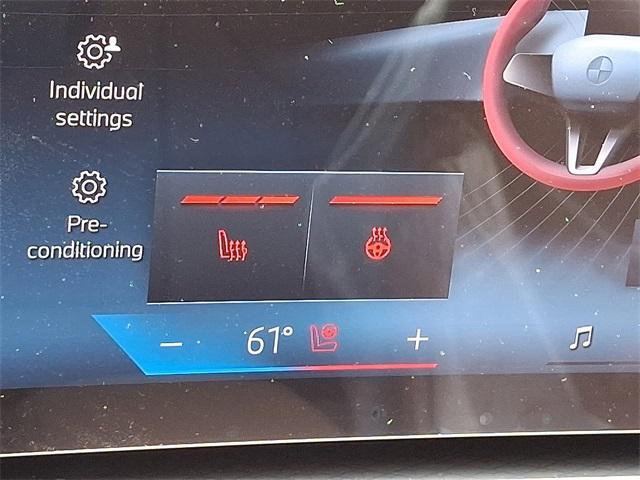 Individual
settings
Pre-
conditioning
− 61° +